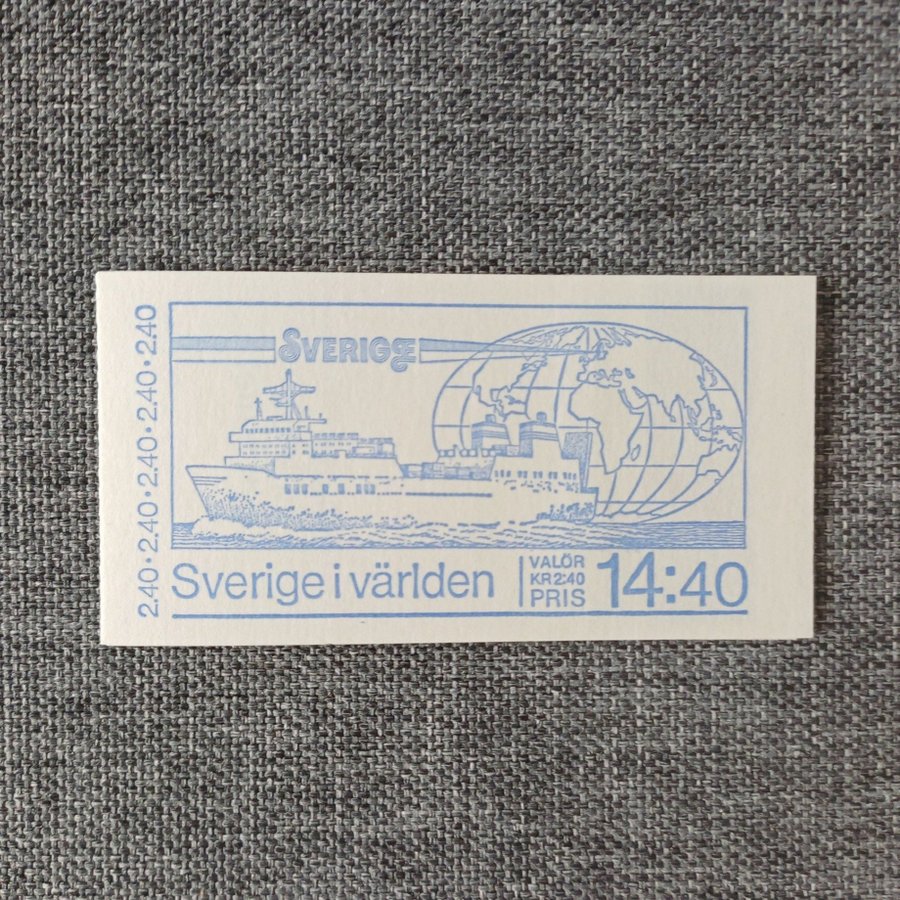 2.40 · 2.40 · 2.40 · 2.40 · 2.40
SVERIGE
Sverige i världen
VALÖR
KR 2:40
PRIS
14:40